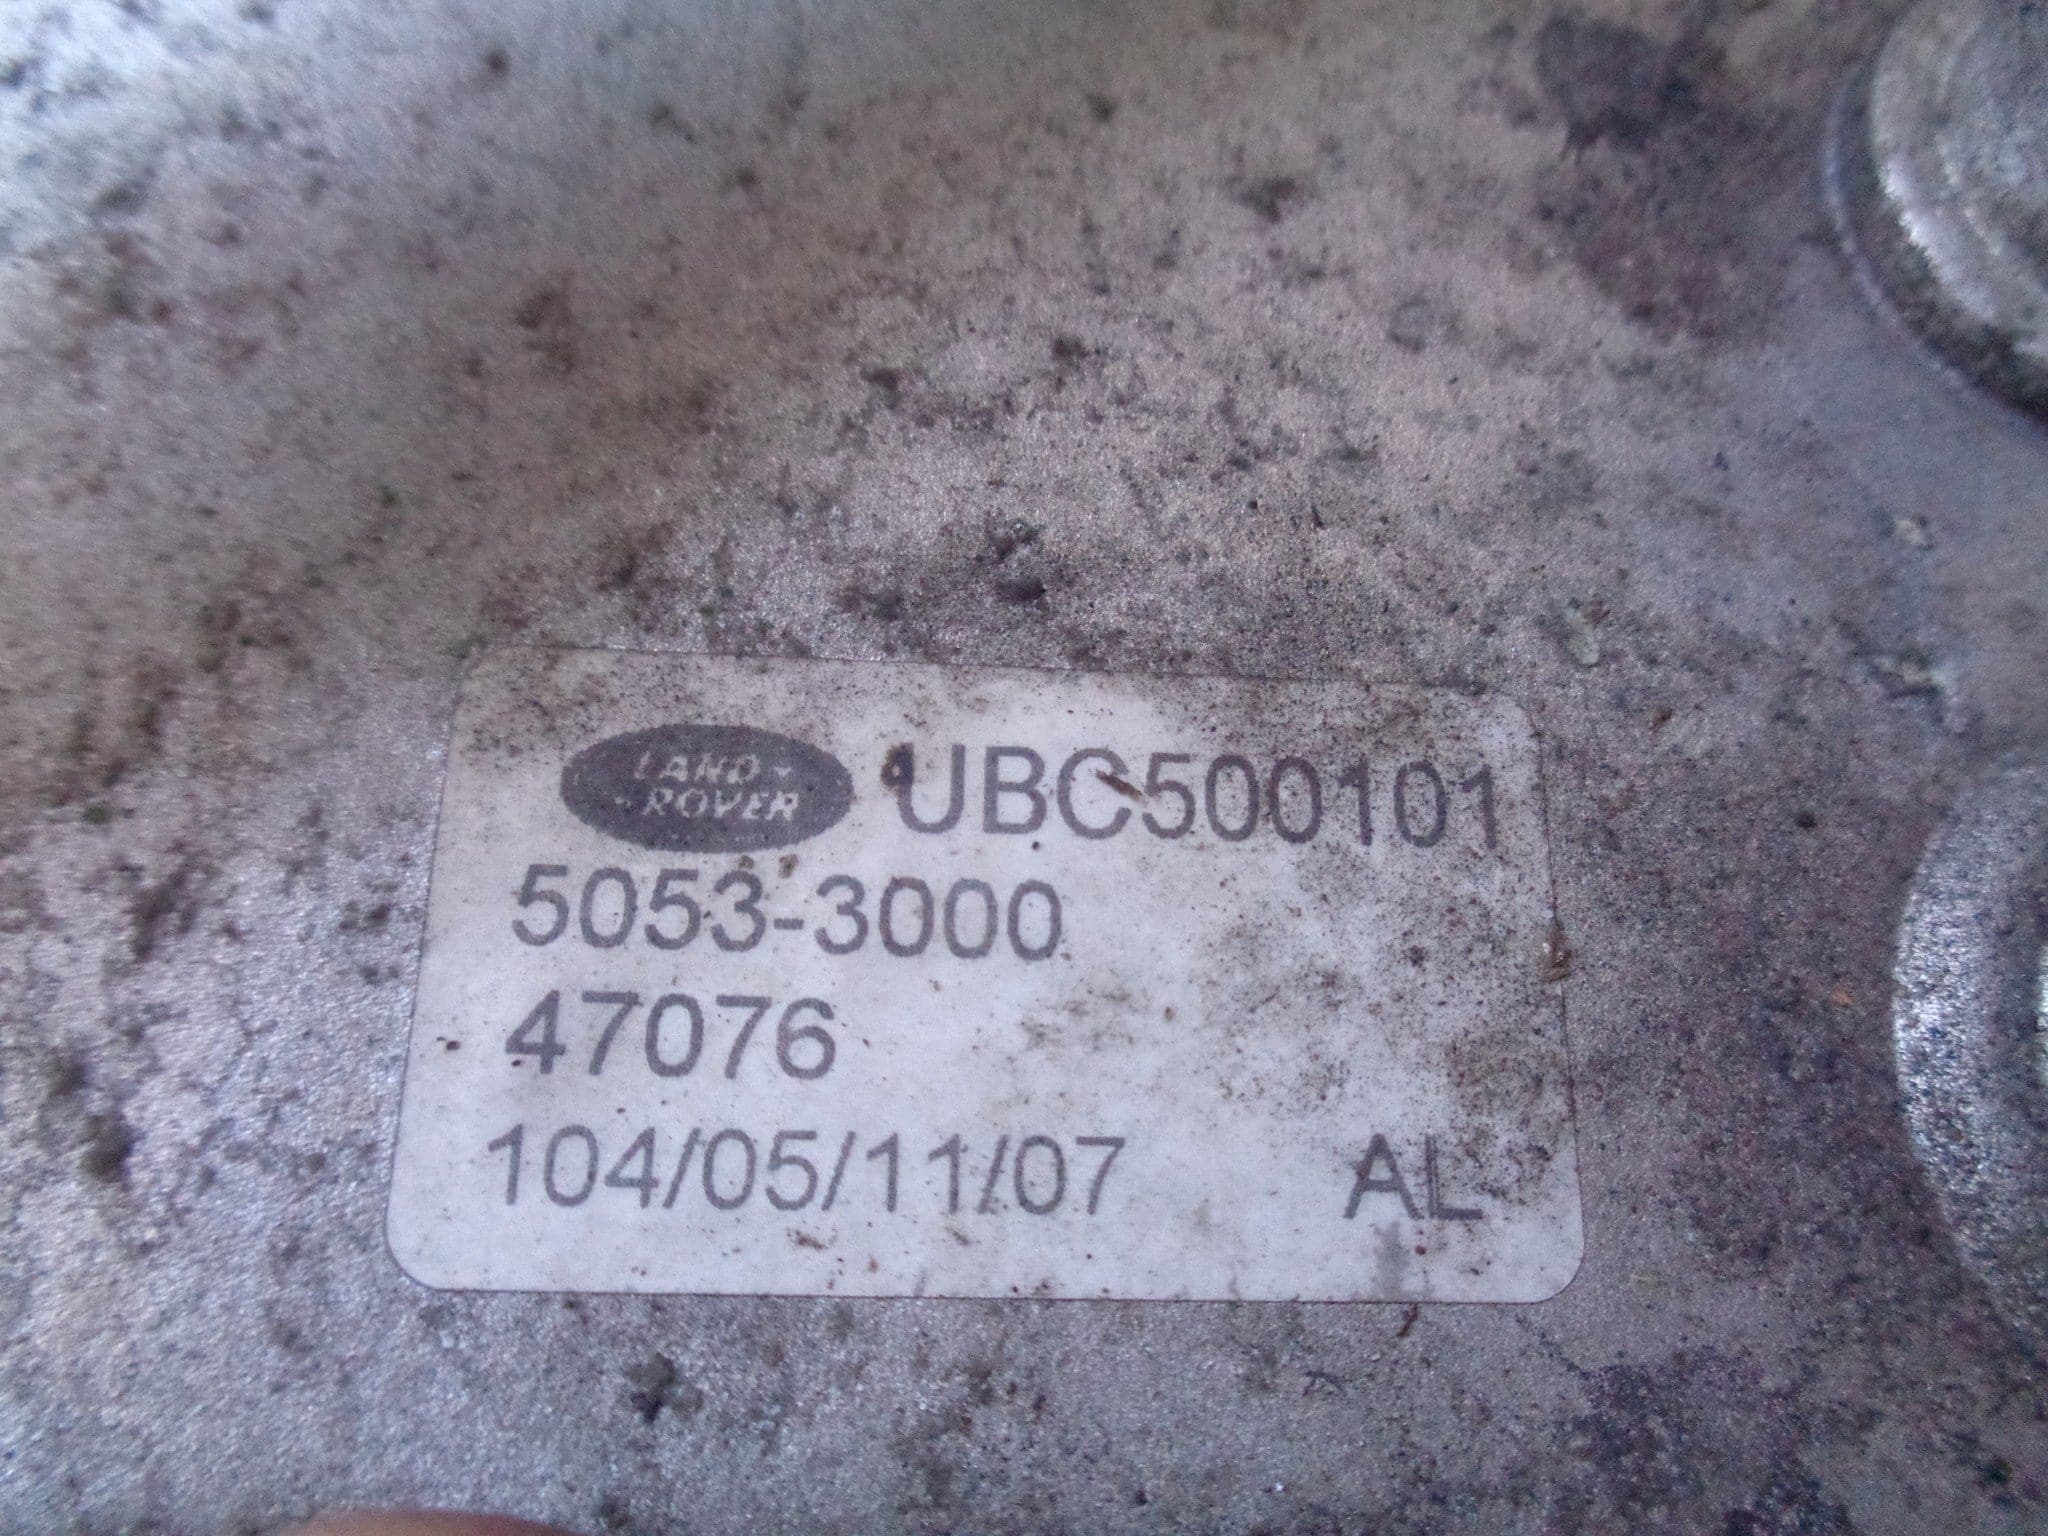 LAND ROVER UBC500101
5053-3000
47076
104/05/11/07 AL